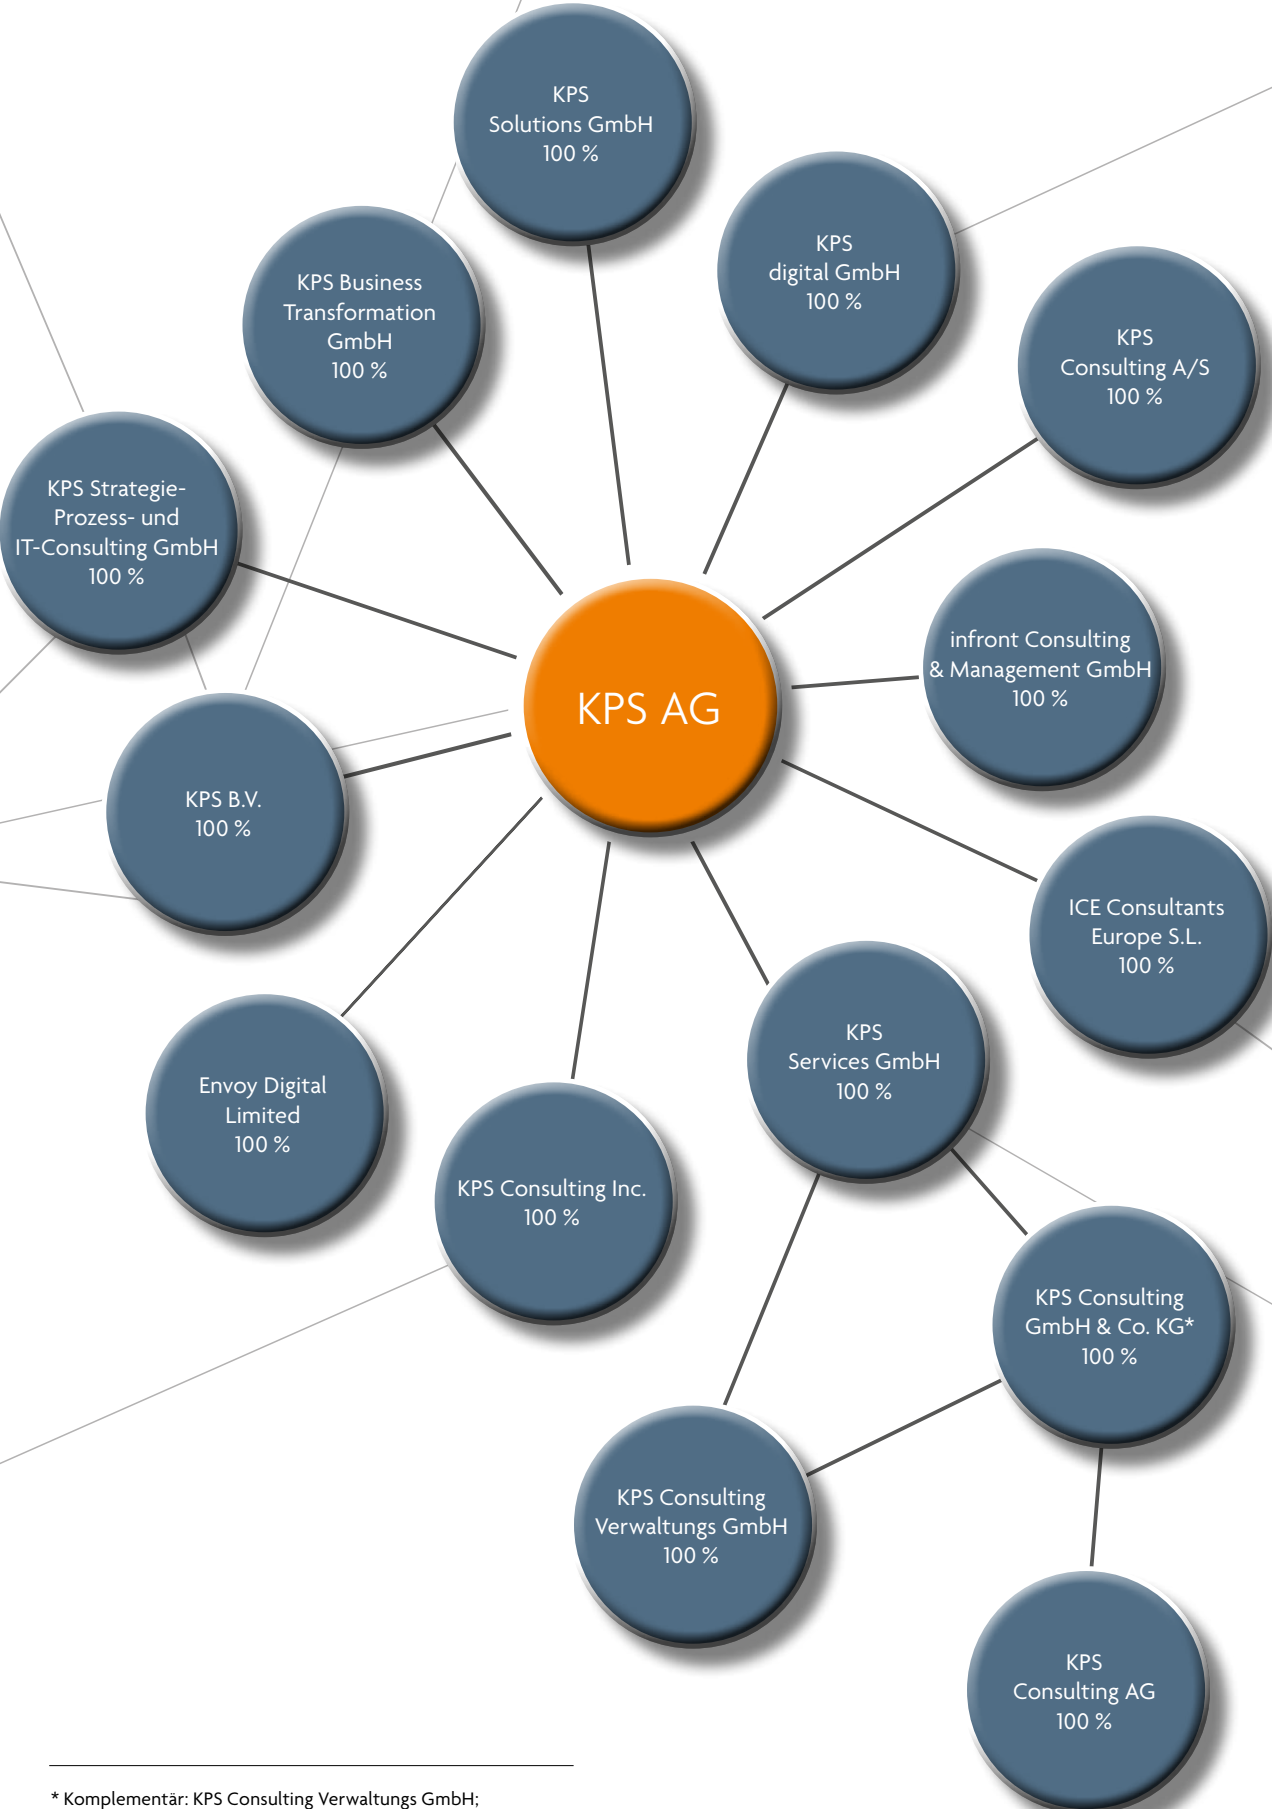 KPS
Solutions GmbH
100 %
KPS
digital GmbH
100 %
KPS Business
Transformation
GmbH
100 %
KPS
Consulting A/S
100 %
KPS Strategie-
Prozess- und
IT-Consulting GmbH
100 %
infront Consulting
& Management GmbH
100 %
KPS AG
KPS B.V.
100 %
ICE Consultants
Europe S.L.
100 %
KPS
Services GmbH
100 %
Envoy Digital
Limited
100 %
KPS Consulting Inc.
100 %
KPS Consulting
GmbH & Co. KG*
100 %
KPS Consulting
Verwaltungs GmbH
100 %
KPS
Consulting AG
100 %
* Komplementär: KPS Consulting Verwaltungs GmbH;